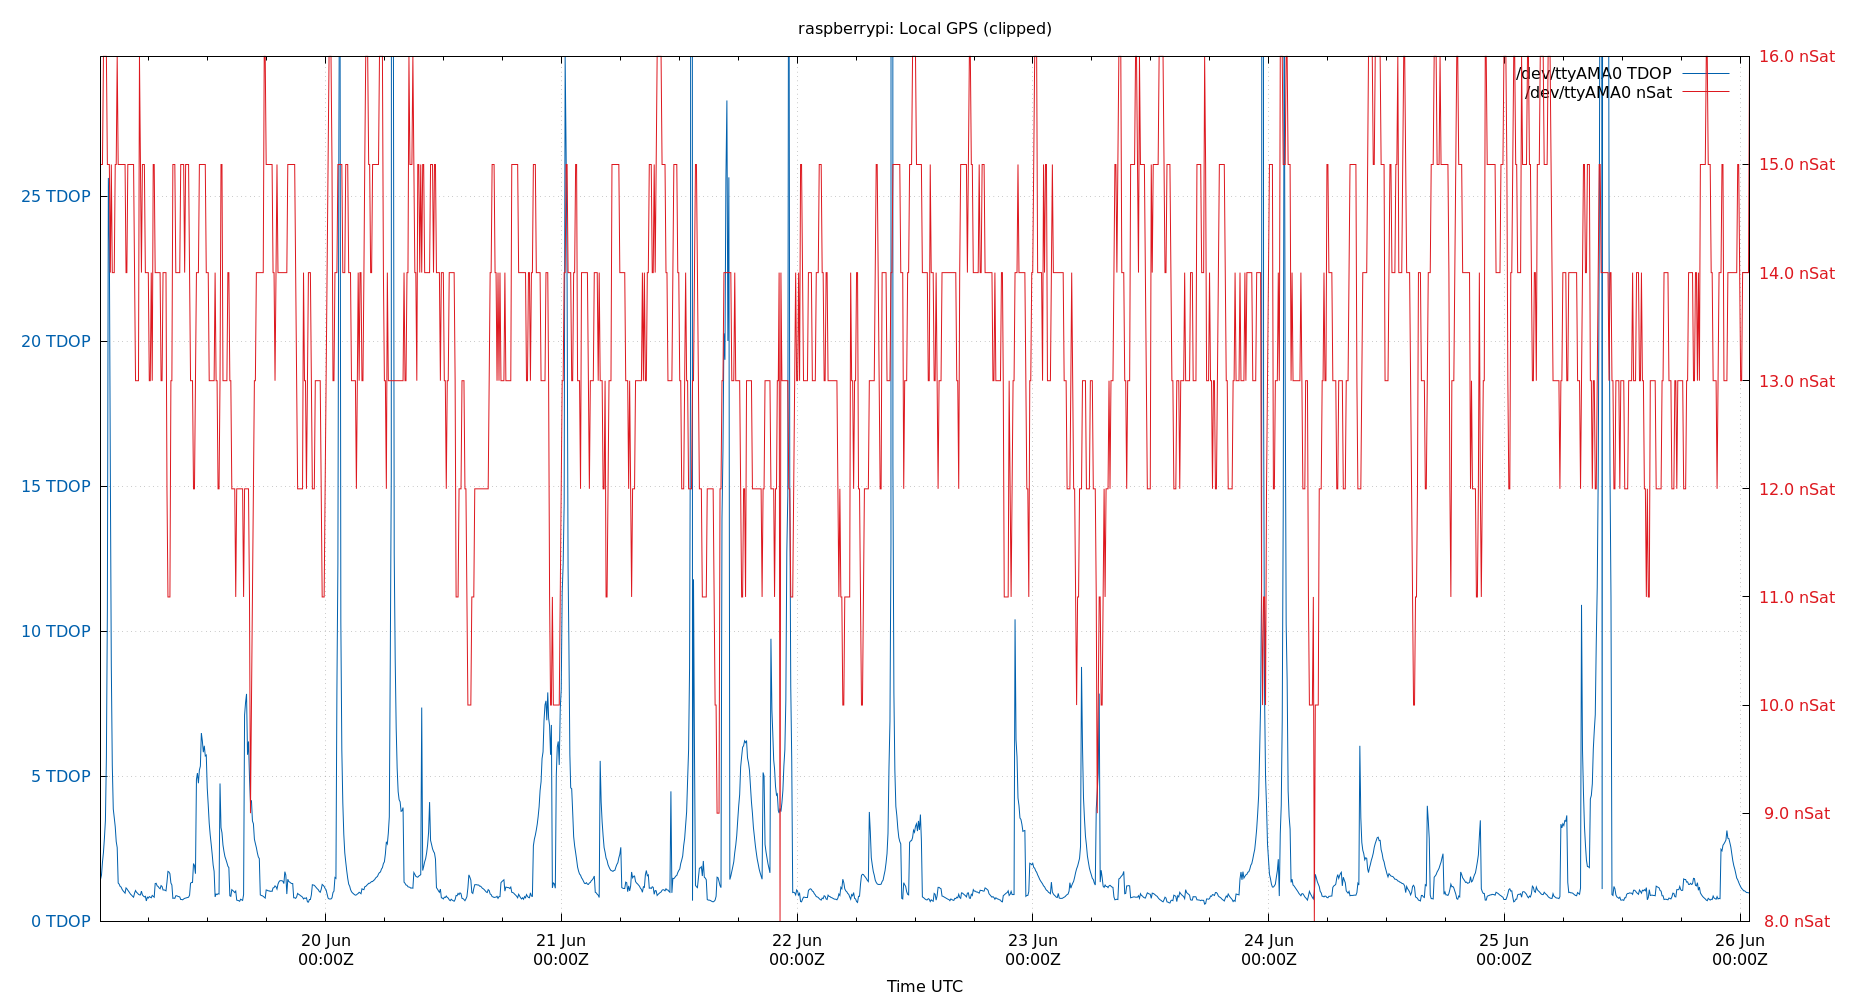 raspberrypi: Local GPS (clipped)
/dev/ttyAMA0 TDOP
/dev/ttyAMA0 nSat
25 TDOP
20 TDOP
15 TDOP
10 TDOP
5 TDOP
0 TDOP
16.0 nSat
15.0 nSat
14.0 nSat
13.0 nSat
12.0 nSat
11.0 nSat
10.0 nSat
9.0 nSat
8.0 nSat
20 Jun
00:00Z
21 Jun
00:00Z
22 Jun
00:00Z
23 Jun
00:00Z
24 Jun
00:00Z
25 Jun
00:00Z
26 Jun
00:00Z
Time UTC